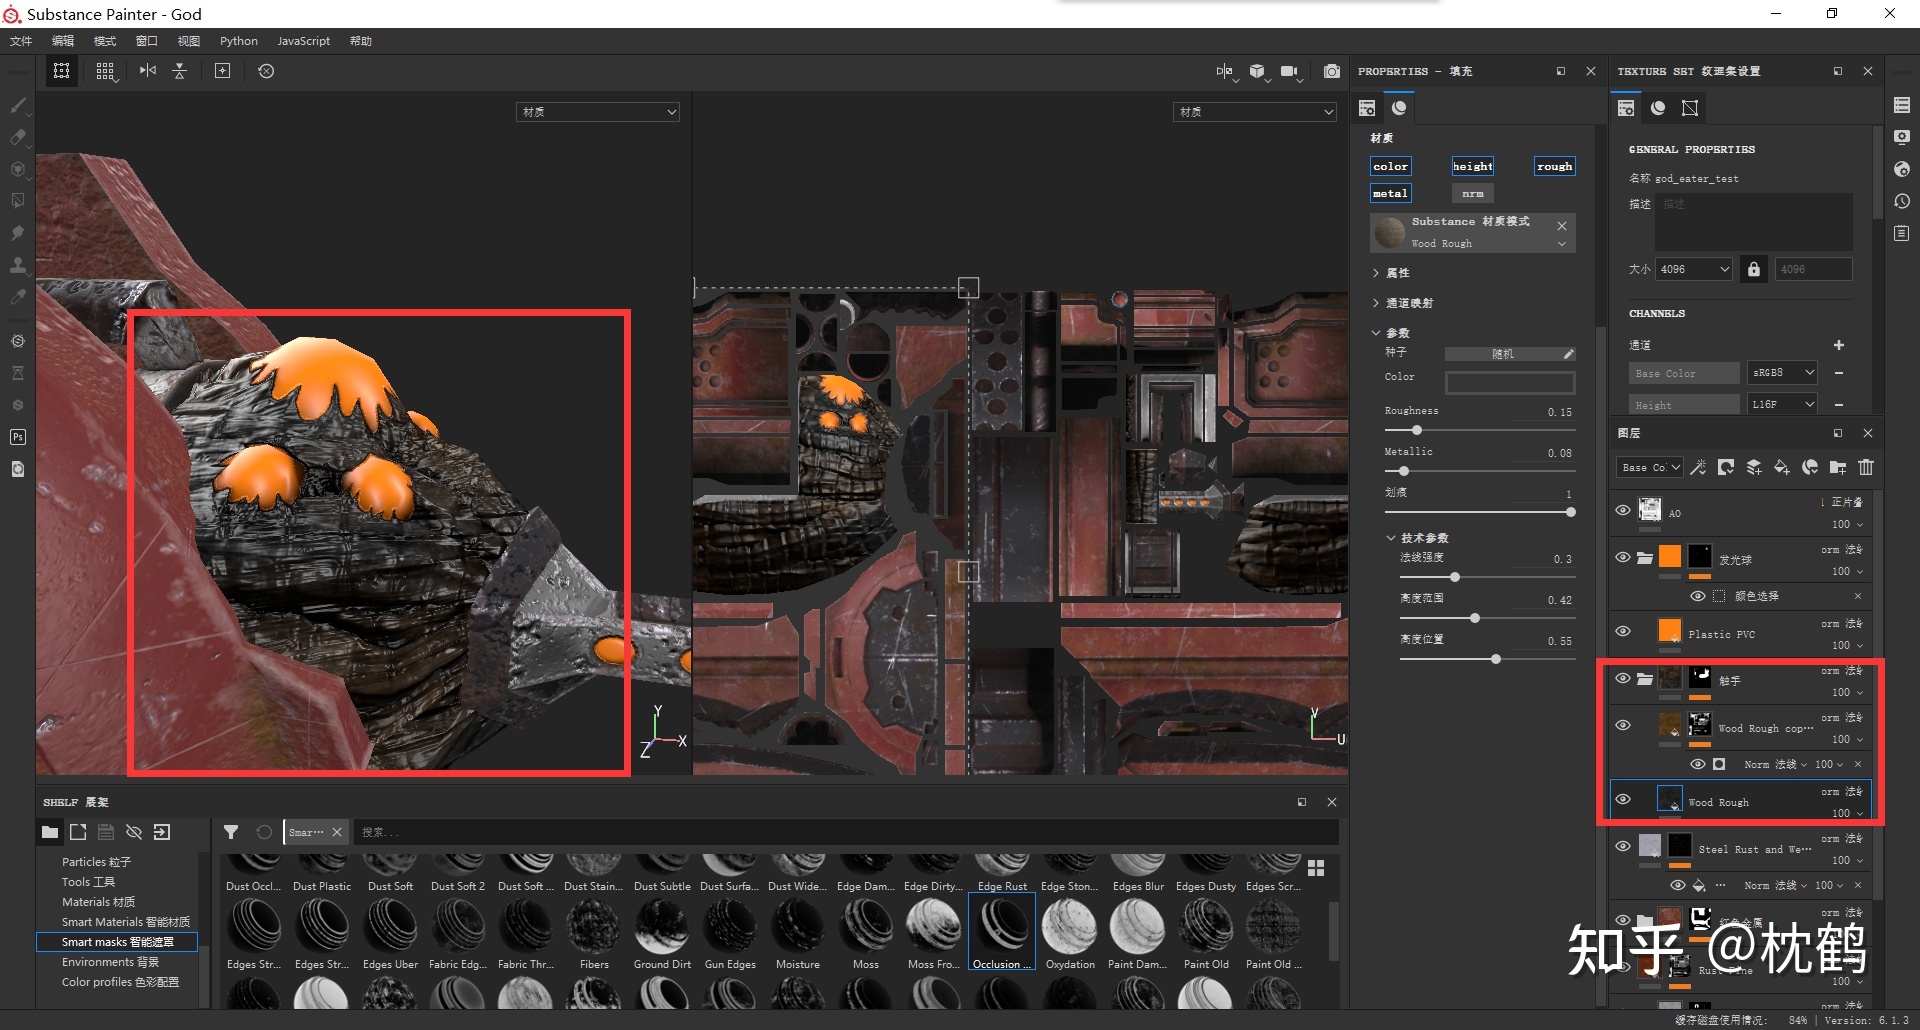 Substance Painter - God
文件 编辑 模式 窗口 视图 Python JavaScript 帮助
材质
材质
PROPERTIES - 填充
材质
color height rough
metal nrm
Substance 材质模式
Wood Rough
属性
通道映射
参数
种子 随机
Color
Roughness 0.15
Metallic 0.08
划痕 1
技术参数
法线强度 0.3
高度范围 0.42
高度位置 0.55
TEXTURE SET 纹理集设置
GENERAL PROPERTIES
名称 god_eater_test
描述 描述
大小 4096 4096
CHANNELS
通道
Base Color sRGB8
Height L16F
图层
Base Co
AO 正片叠
100
发光球 orm 法线
100
颜色选择
Plastic PVC orm 法线
100
触手 orm 法线
100
Wood Rough cop… orm 法线
100
Norm 法线 100
Wood Rough orm 法线
100
Steel Rust and We… orm 法线
100
Norm 法线 100
红色金属 orm 法线
Rust Fine
100
Y
X
Z
V
U
Ps
SHELF 展架
Smar… 搜索...
Particles 粒子
Tools 工具
Materials 材质
Smart Materials 智能材质
Smart masks 智能遮罩
Environments 背景
Color profiles 色彩配置
Dust Occl... Dust Plastic Dust Soft Dust Soft 2 Dust Soft ... Dust Stain... Dust Subtle Dust Surfa... Dust Wide... Edge Dam... Edge Dirty... Edge Rust Edge Ston... Edges Blur Edges Dusty Edges Scr...
Edges Str... Edges Str... Edges Uber Fabric Edg... Fabric Thr... Fibers Ground Dirt Gun Edges Moisture Moss Moss Fro... Occlusion ... Oxydation Paint Dam... Paint Old Paint Old ...
知乎 @枕鹤
缓存磁盘使用情况: 84% | Version: 6.1.3